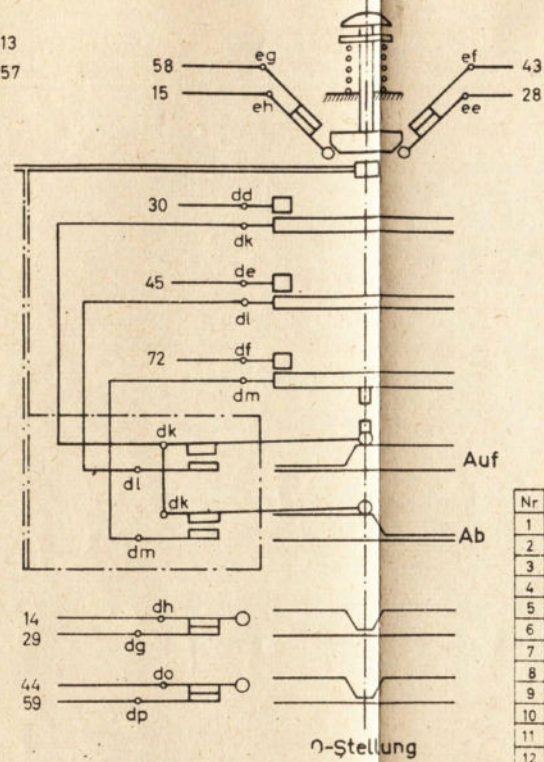 13
57
58 eg
15 eh
ef 43
ee 28
30 dd
dk
45 de
dl
72 df
dm
dk
dl
Auf
dk
dm
Ab
14 dh
29 dg
44 do
59 dp
0-Stellung
Nr
1
2
3
4
5
6
7
8
9
10
11
12